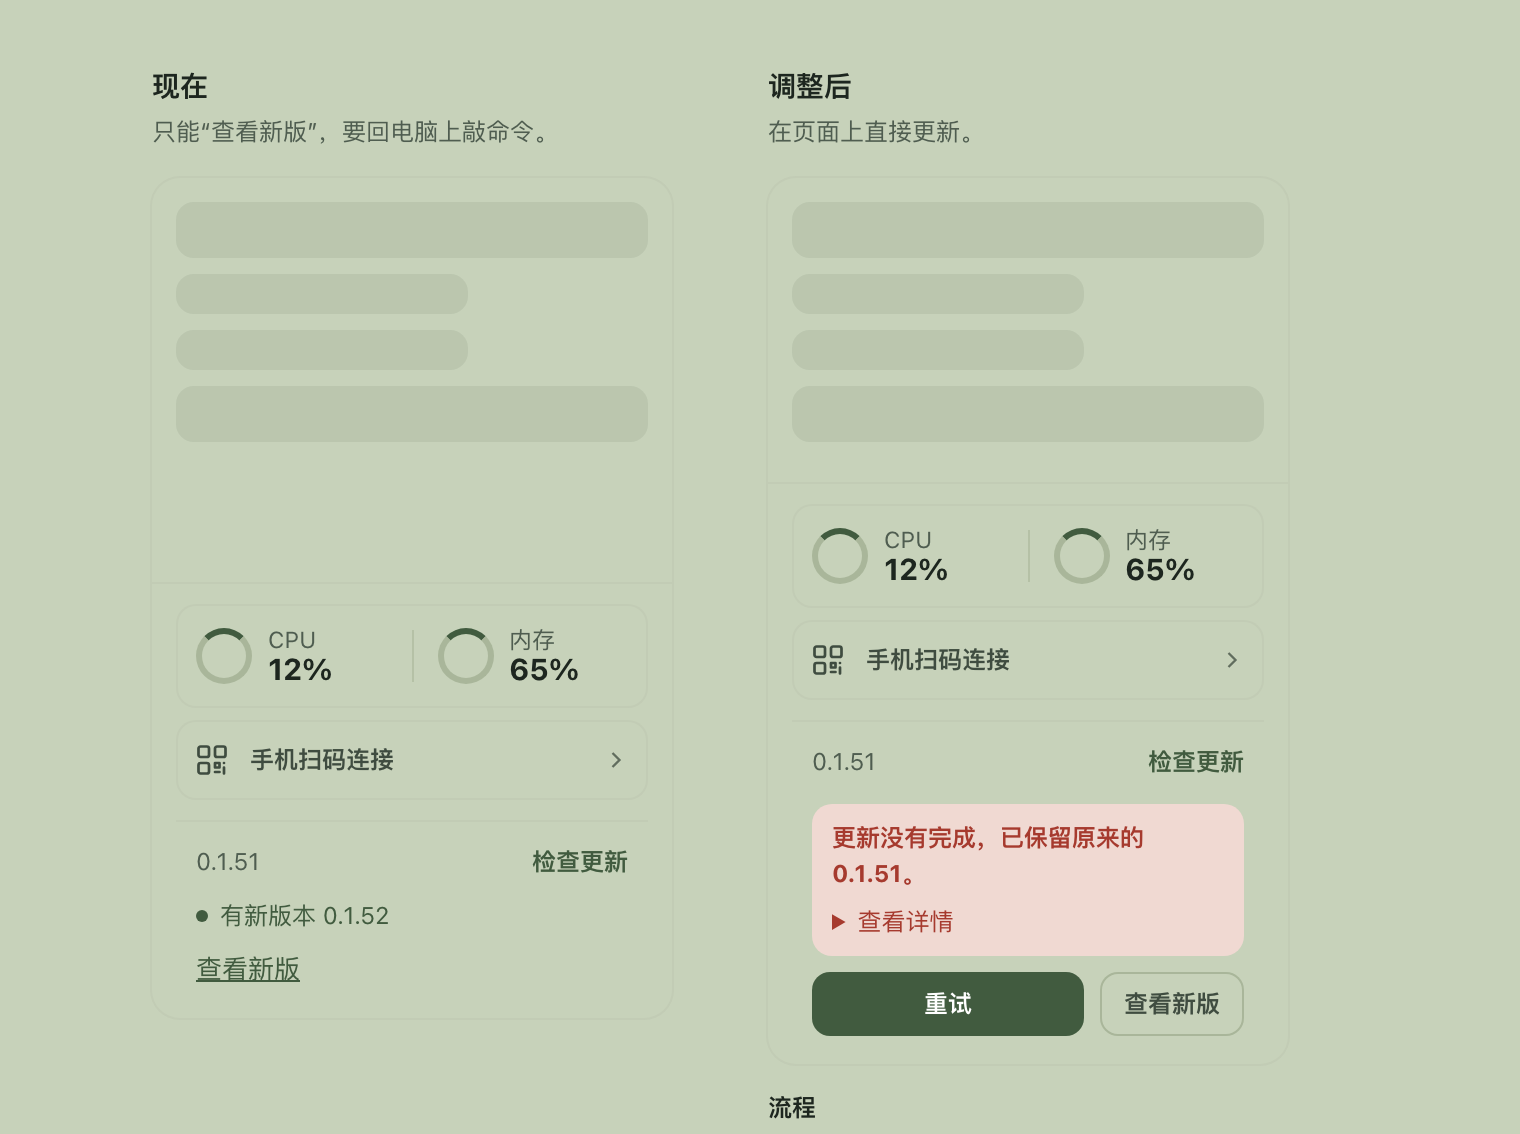 现在
只能“查看新版”，要回电脑上敲命令。
CPU
12%
内存
65%
手机扫码连接
0.1.51
检查更新
有新版本 0.1.52
查看新版
调整后
在页面上直接更新。
CPU
12%
内存
65%
手机扫码连接
0.1.51
检查更新
更新没有完成，已保留原来的
0.1.51。
查看详情
重试
查看新版
流程